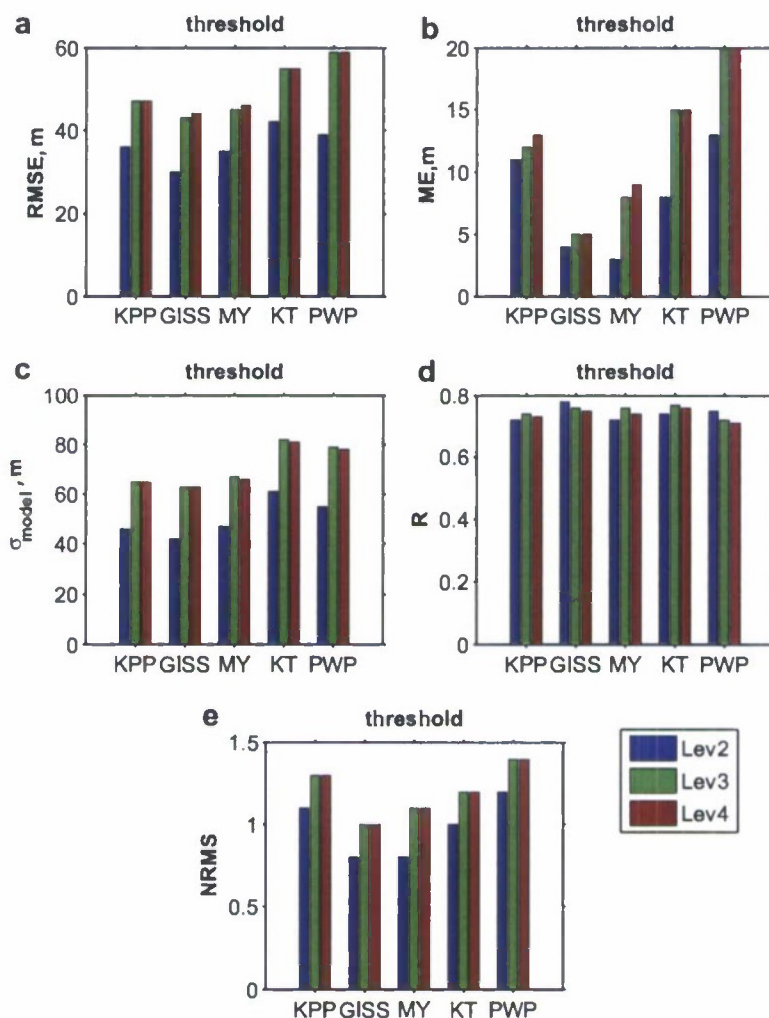 a
threshold
60
40
20
0
RMSE, m
KPP GISS MY KT PWP
b
threshold
20
15
10
5
0
ME,m
KPP GISS MY KT PWP
c
threshold
100
80
60
40
20
0
σmodel , m
KPP GISS MY KT PWP
d
threshold
0.8
0.6
0.4
0.2
0
R
KPP GISS MY KT PWP
e
threshold
1.5
1
0.5
0
NRMS
KPP GISS MY KT PWP
Lev2
Lev3
Lev4